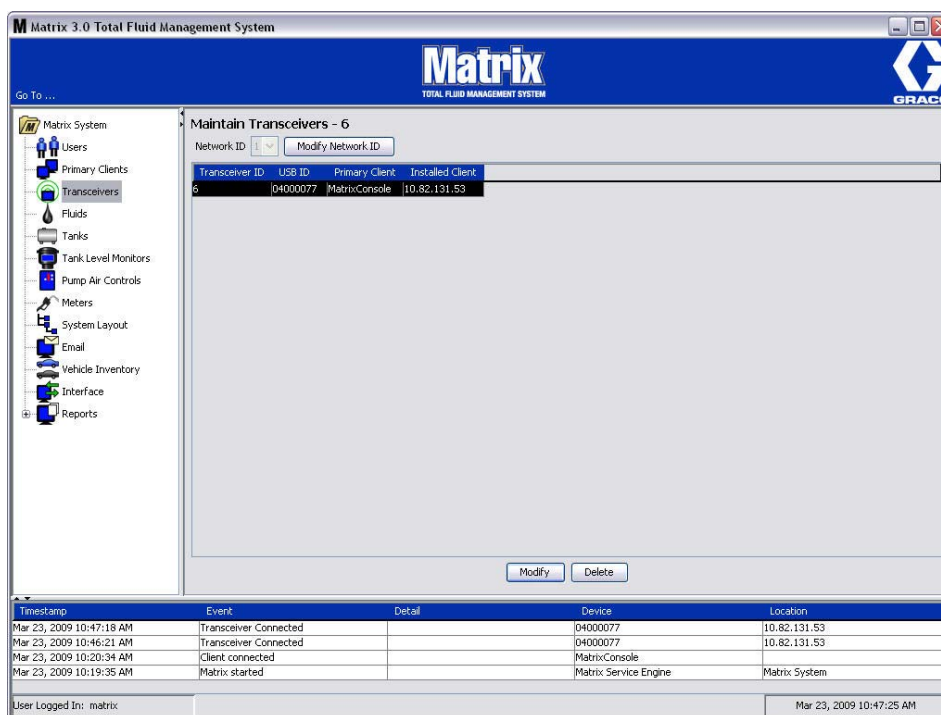 M Matrix 3.0 Total Fluid Management System
Matrix
TOTAL FLUID MANAGEMENT SYSTEM
Go To ...
GRACO
Matrix System
Users
Primary Clients
Transceivers
Fluids
Tanks
Tank Level Monitors
Pump Air Controls
Meters
System Layout
Email
Vehicle Inventory
Interface
Reports
Maintain Transceivers - 6
Network ID 1 Modify Network ID
Transceiver ID USB ID Primary Client Installed Client
6 04000077 MatrixConsole 10.82.131.53
Modify Delete
Timestamp Event Detail Device Location
Mar 23, 2009 10:47:18 AM Transceiver Connected 04000077 10.82.131.53
Mar 23, 2009 10:46:21 AM Transceiver Connected 04000077 10.82.131.53
Mar 23, 2009 10:20:34 AM Client connected MatrixConsole
Mar 23, 2009 10:19:35 AM Matrix started Matrix Service Engine Matrix System
User Logged In: matrix Mar 23, 2009 10:47:25 AM